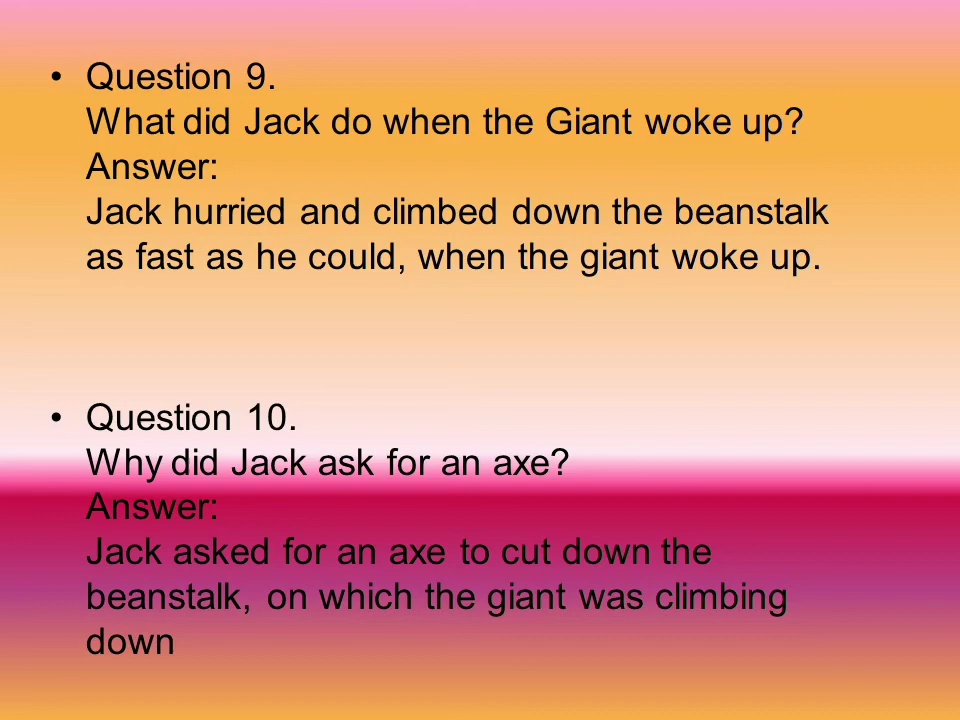 • Question 9.
What did Jack do when the Giant woke up?
Answer:
Jack hurried and climbed down the beanstalk
as fast as he could, when the giant woke up.
• Question 10.
Why did Jack ask for an axe?
Answer:
Jack asked for an axe to cut down the
beanstalk, on which the giant was climbing
down